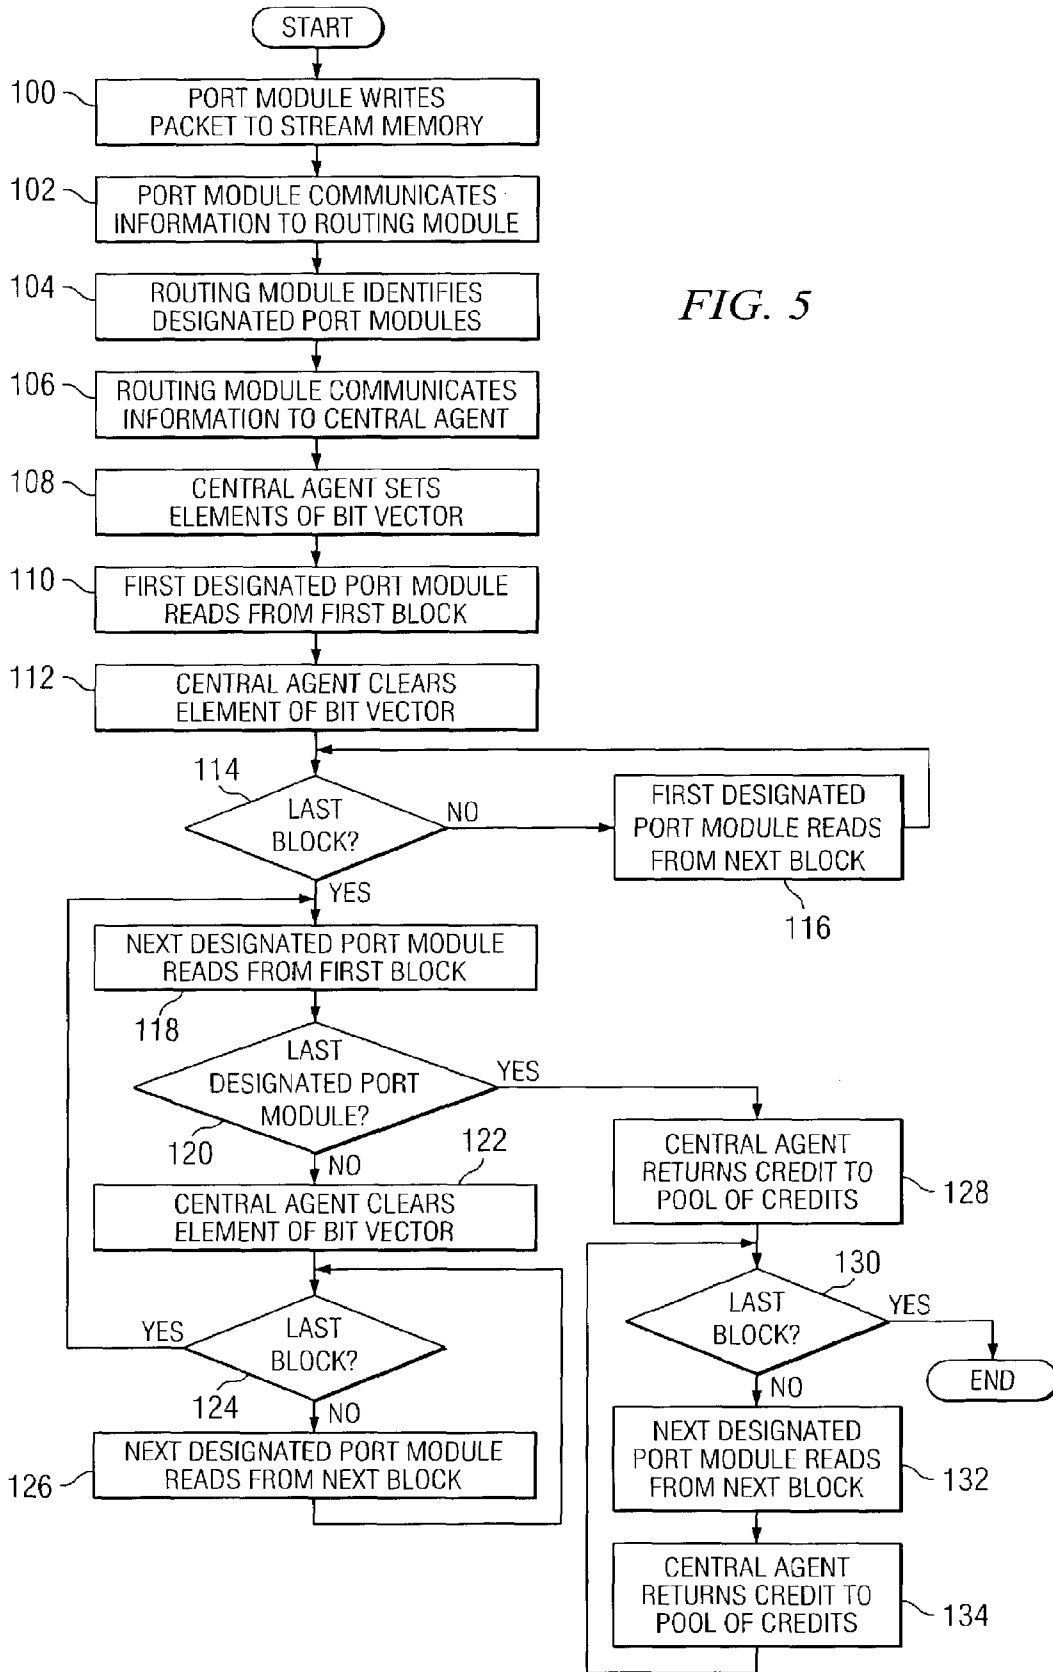 START
100
PORT MODULE WRITES
PACKET TO STREAM MEMORY
102
PORT MODULE COMMUNICATES
INFORMATION TO ROUTING MODULE
104
ROUTING MODULE IDENTIFIES
DESIGNATED PORT MODULES
FIG. 5
106
ROUTING MODULE COMMUNICATES
INFORMATION TO CENTRAL AGENT
108
CENTRAL AGENT SETS
ELEMENTS OF BIT VECTOR
110
FIRST DESIGNATED PORT MODULE
READS FROM FIRST BLOCK
112
CENTRAL AGENT CLEARS
ELEMENT OF BIT VECTOR
114
LAST
BLOCK?
NO
FIRST DESIGNATED
PORT MODULE READS
FROM NEXT BLOCK
116
YES
NEXT DESIGNATED PORT MODULE
READS FROM FIRST BLOCK
118
LAST
DESIGNATED PORT
MODULE?
120
YES
NO
122
CENTRAL AGENT CLEARS
ELEMENT OF BIT VECTOR
CENTRAL AGENT
RETURNS CREDIT TO
POOL OF CREDITS
128
LAST
BLOCK?
124
YES
NO
NEXT DESIGNATED PORT MODULE
READS FROM NEXT BLOCK
126
130
LAST
BLOCK?
YES
END
NO
NEXT DESIGNATED
PORT MODULE READS
FROM NEXT BLOCK
132
CENTRAL AGENT
RETURNS CREDIT TO
POOL OF CREDITS
134